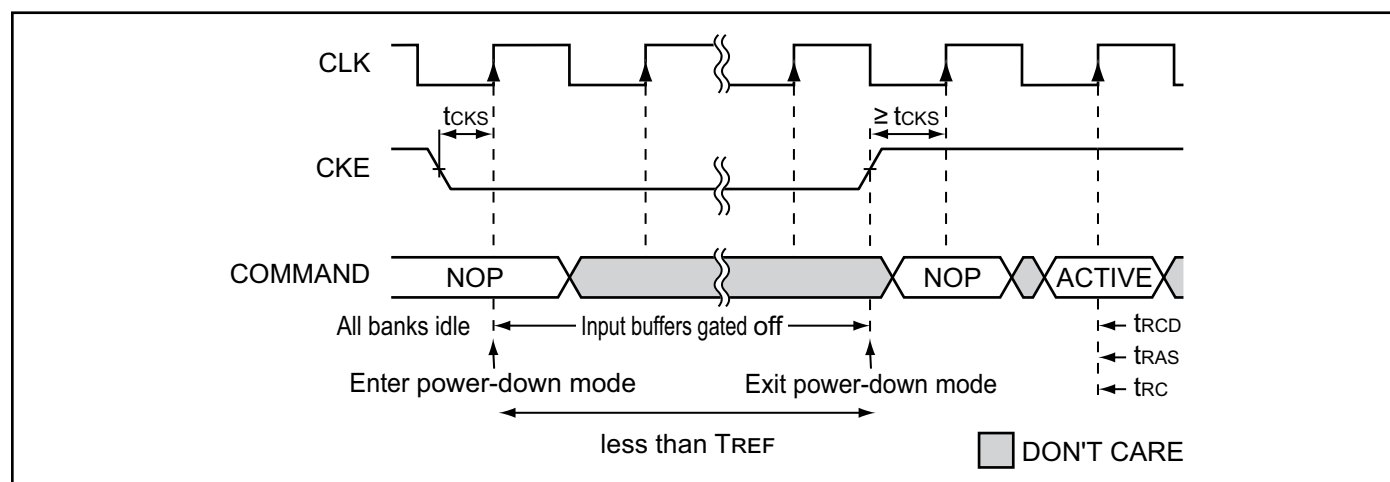 CLK
tCKS
≥ tCKS
CKE
COMMAND
NOP
NOP
ACTIVE
All banks idle
Input buffers gated off
tRCD
tRAS
tRC
Enter power-down mode
Exit power-down mode
less than TREF
DON'T CARE